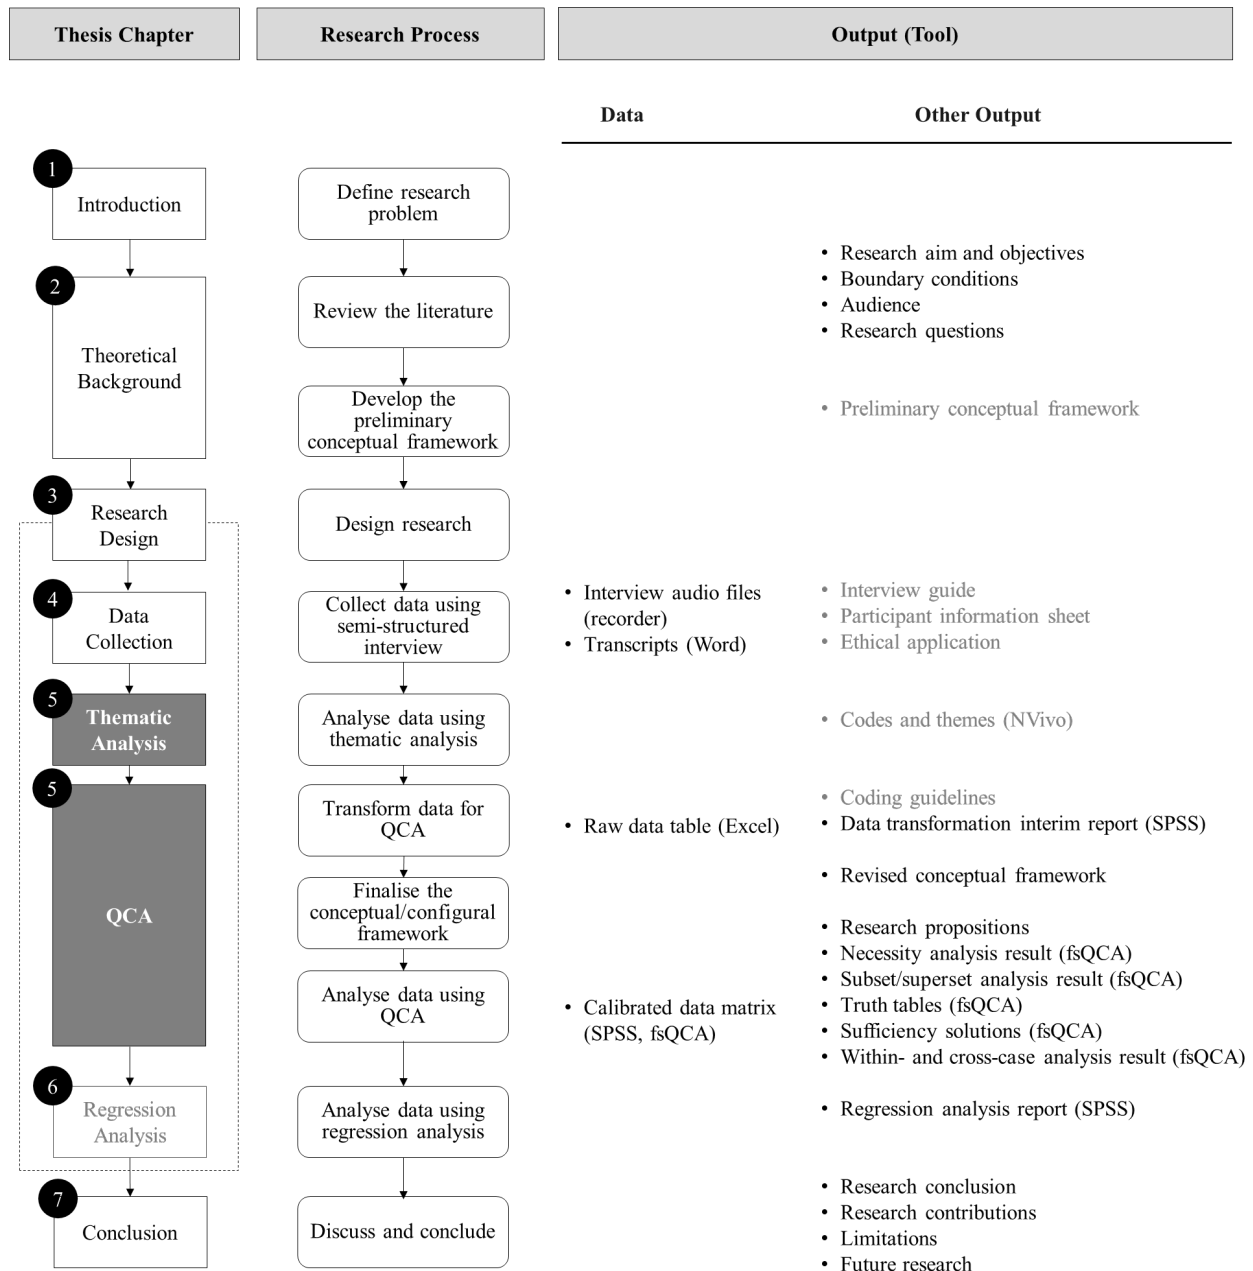 Thesis Chapter
Research Process
Output (Tool)
Data
Other Output
1
Introduction
2
Theoretical
Background
3
Research
Design
4
Data
Collection
5
Thematic
Analysis
5
QCA
6
Regression
Analysis
7
Conclusion
Define research
problem
Review the literature
Develop the
preliminary
conceptual framework
Design research
Collect data using
semi-structured
interview
Analyse data using
thematic analysis
Transform data for
QCA
Finalise the
conceptual/configural
framework
Analyse data using
QCA
Analyse data using
regression analysis
Discuss and conclude
• Interview audio files
(recorder)
• Transcripts (Word)
• Raw data table (Excel)
• Calibrated data matrix
(SPSS, fsQCA)
• Research aim and objectives
• Boundary conditions
• Audience
• Research questions
• Preliminary conceptual framework
• Interview guide
• Participant information sheet
• Ethical application
• Codes and themes (NVivo)
• Coding guidelines
• Data transformation interim report (SPSS)
• Revised conceptual framework
• Research propositions
• Necessity analysis result (fsQCA)
• Subset/superset analysis result (fsQCA)
• Truth tables (fsQCA)
• Sufficiency solutions (fsQCA)
• Within- and cross-case analysis result (fsQCA)
• Regression analysis report (SPSS)
• Research conclusion
• Research contributions
• Limitations
• Future research